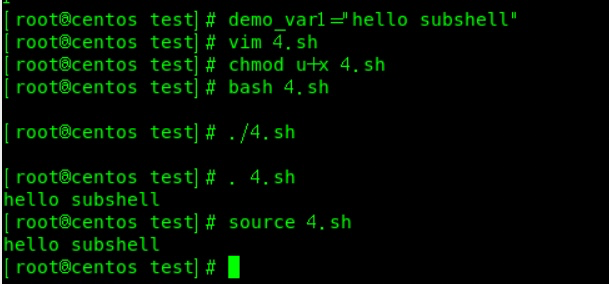 [root@centos test]# demo_var1="hello subshell"
[root@centos test]# vim 4.sh
[root@centos test]# chmod u+x 4.sh
[root@centos test]# bash 4.sh
[root@centos test]# ./4.sh
[root@centos test]# . 4.sh
hello subshell
[root@centos test]# source 4.sh
hello subshell
[root@centos test]#